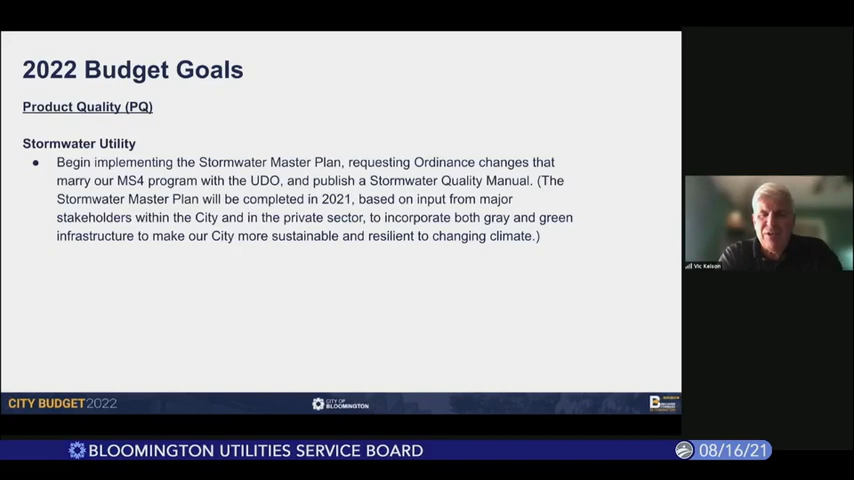 2022 Budget Goals
Product Quality (PQ)
Stormwater Utility
● Begin implementing the Stormwater Master Plan, requesting Ordinance changes that
marry our MS4 program with the UDO, and publish a Stormwater Quality Manual. (The
Stormwater Master Plan will be completed in 2021, based on input from major
stakeholders within the City and in the private sector, to incorporate both gray and green
infrastructure to make our City more sustainable and resilient to changing climate.)
Vic Kelson
CITY BUDGET2022
CITY OF
BLOOMINGTON
B
BLOOMINGTON UTILITIES SERVICE BOARD
08/16/21